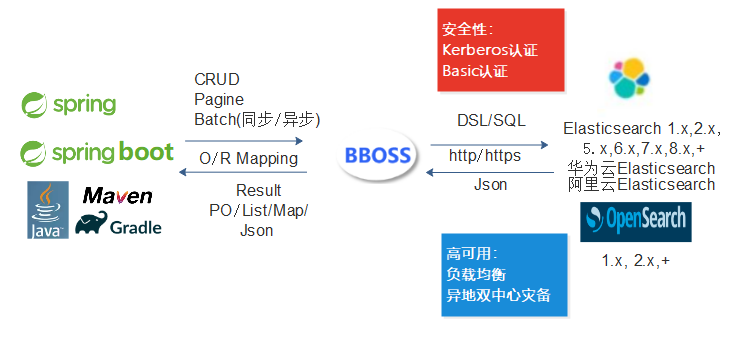 安全性：
Kerberos认证
Basic认证
CRUD
Pagine
Batch(同步/异步)
O/R Mapping
Result
PO/List/Map/
Json
spring
spring boot
Java™
Maven
Gradle
BBOSS
DSL/SQL
http/https
Json
Elasticsearch 1.x,2.x,
5.x,6.x,7.x,8.x,+
华为云Elasticsearch
阿里云Elasticsearch
OpenSearch
1.x, 2.x,+
高可用：
负载均衡
异地双中心灾备